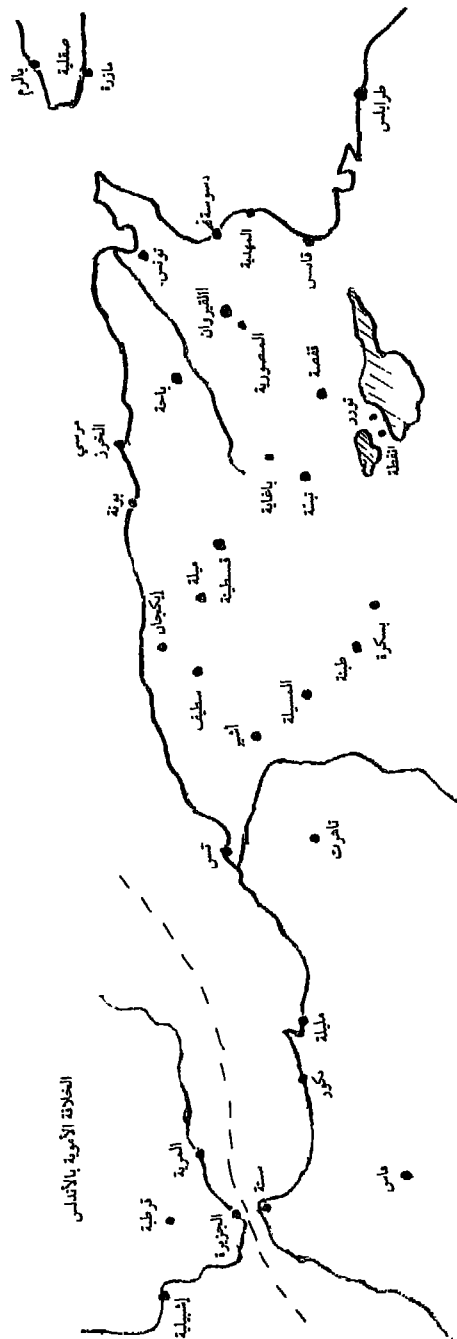 صقلية
بالرم
مازرة
طرابلس
سوسة
المهدية
قابس
تونس
القيروان
المنصورية
قفصة
باجة
توزر
نفطة
مرسى
الخرز
باغاية
تبسة
بونة
ميلة
قسطينة
إيكجان
سطيف
بسكرة
طبنة
المسيلة
أشير
تنس
تاهرت
الخلافة الأموية بالأندلس
مليلة
نكور
المرية
قرطبة
سبتة
الجزيرة
فاس
إشبيلية